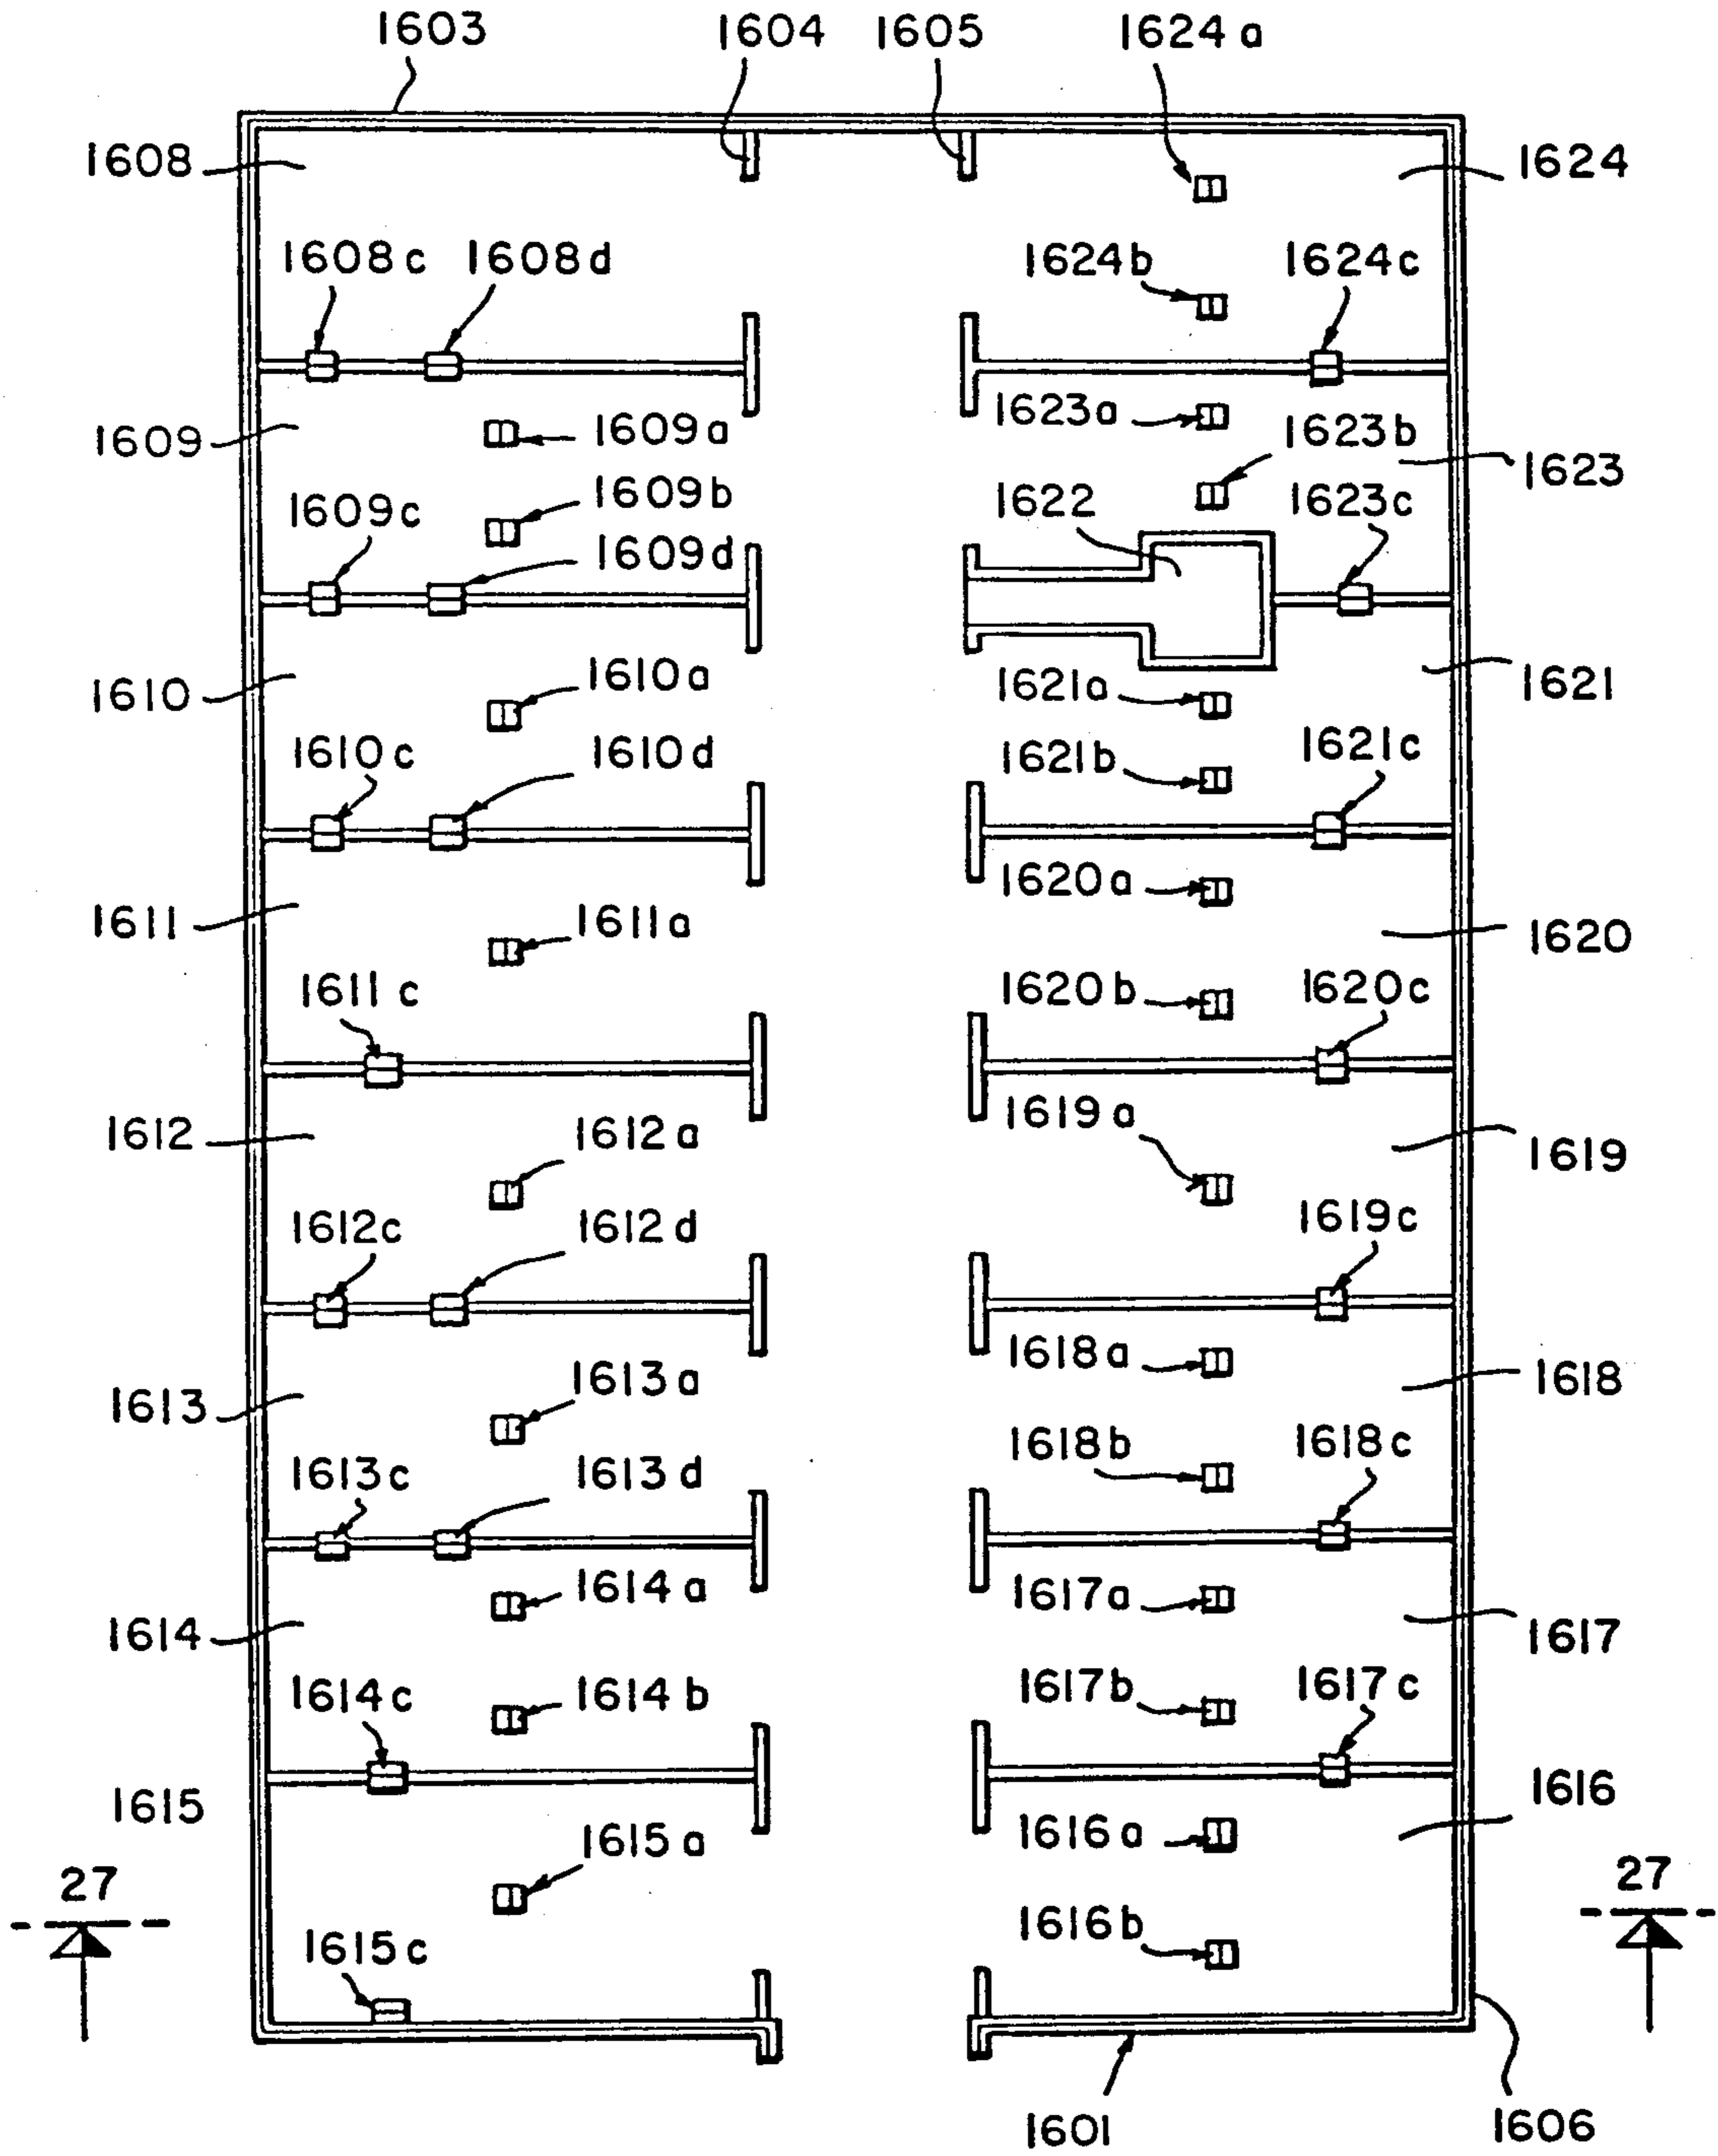 1603 1604 1605 1624a
1608 1624
1608c 1608d 1624b 1624c
1609 1609a 1623a 1623b 1623
1609c 1609b 1622 1623c
1609d
1610 1610a 1621a 1621
1610c 1610d 1621b 1621c
1611 1611a 1620a 1620
1611c 1620b 1620c
1612 1612a 1619a 1619
1612c 1612d 1619c
1613 1613a 1618a 1618
1613c 1613d 1618b 1618c
1614 1614a 1617a 1617
1614c 1614b 1617b 1617c
1615 1615a 1616a 1616
27 27
1615c 1616b
1601 1606